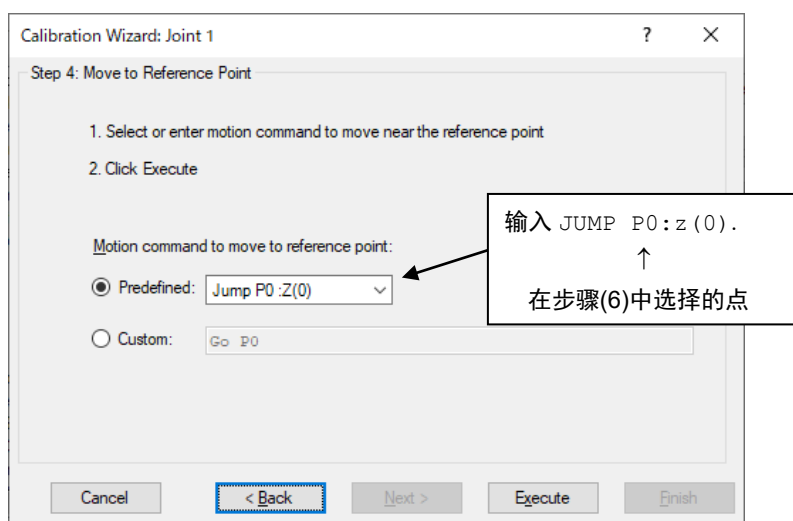 Calibration Wizard: Joint 1
?
Step 4: Move to Reference Point
1. Select or enter motion command to move near the reference point
2. Click Execute
输入 JUMP P0:z(0).
↑
在步骤(6)中选择的点
Motion command to move to reference point:
Predefined: Jump P0 :Z(0)
Custom: Go P0
Cancel < Back Next > Execute Finish